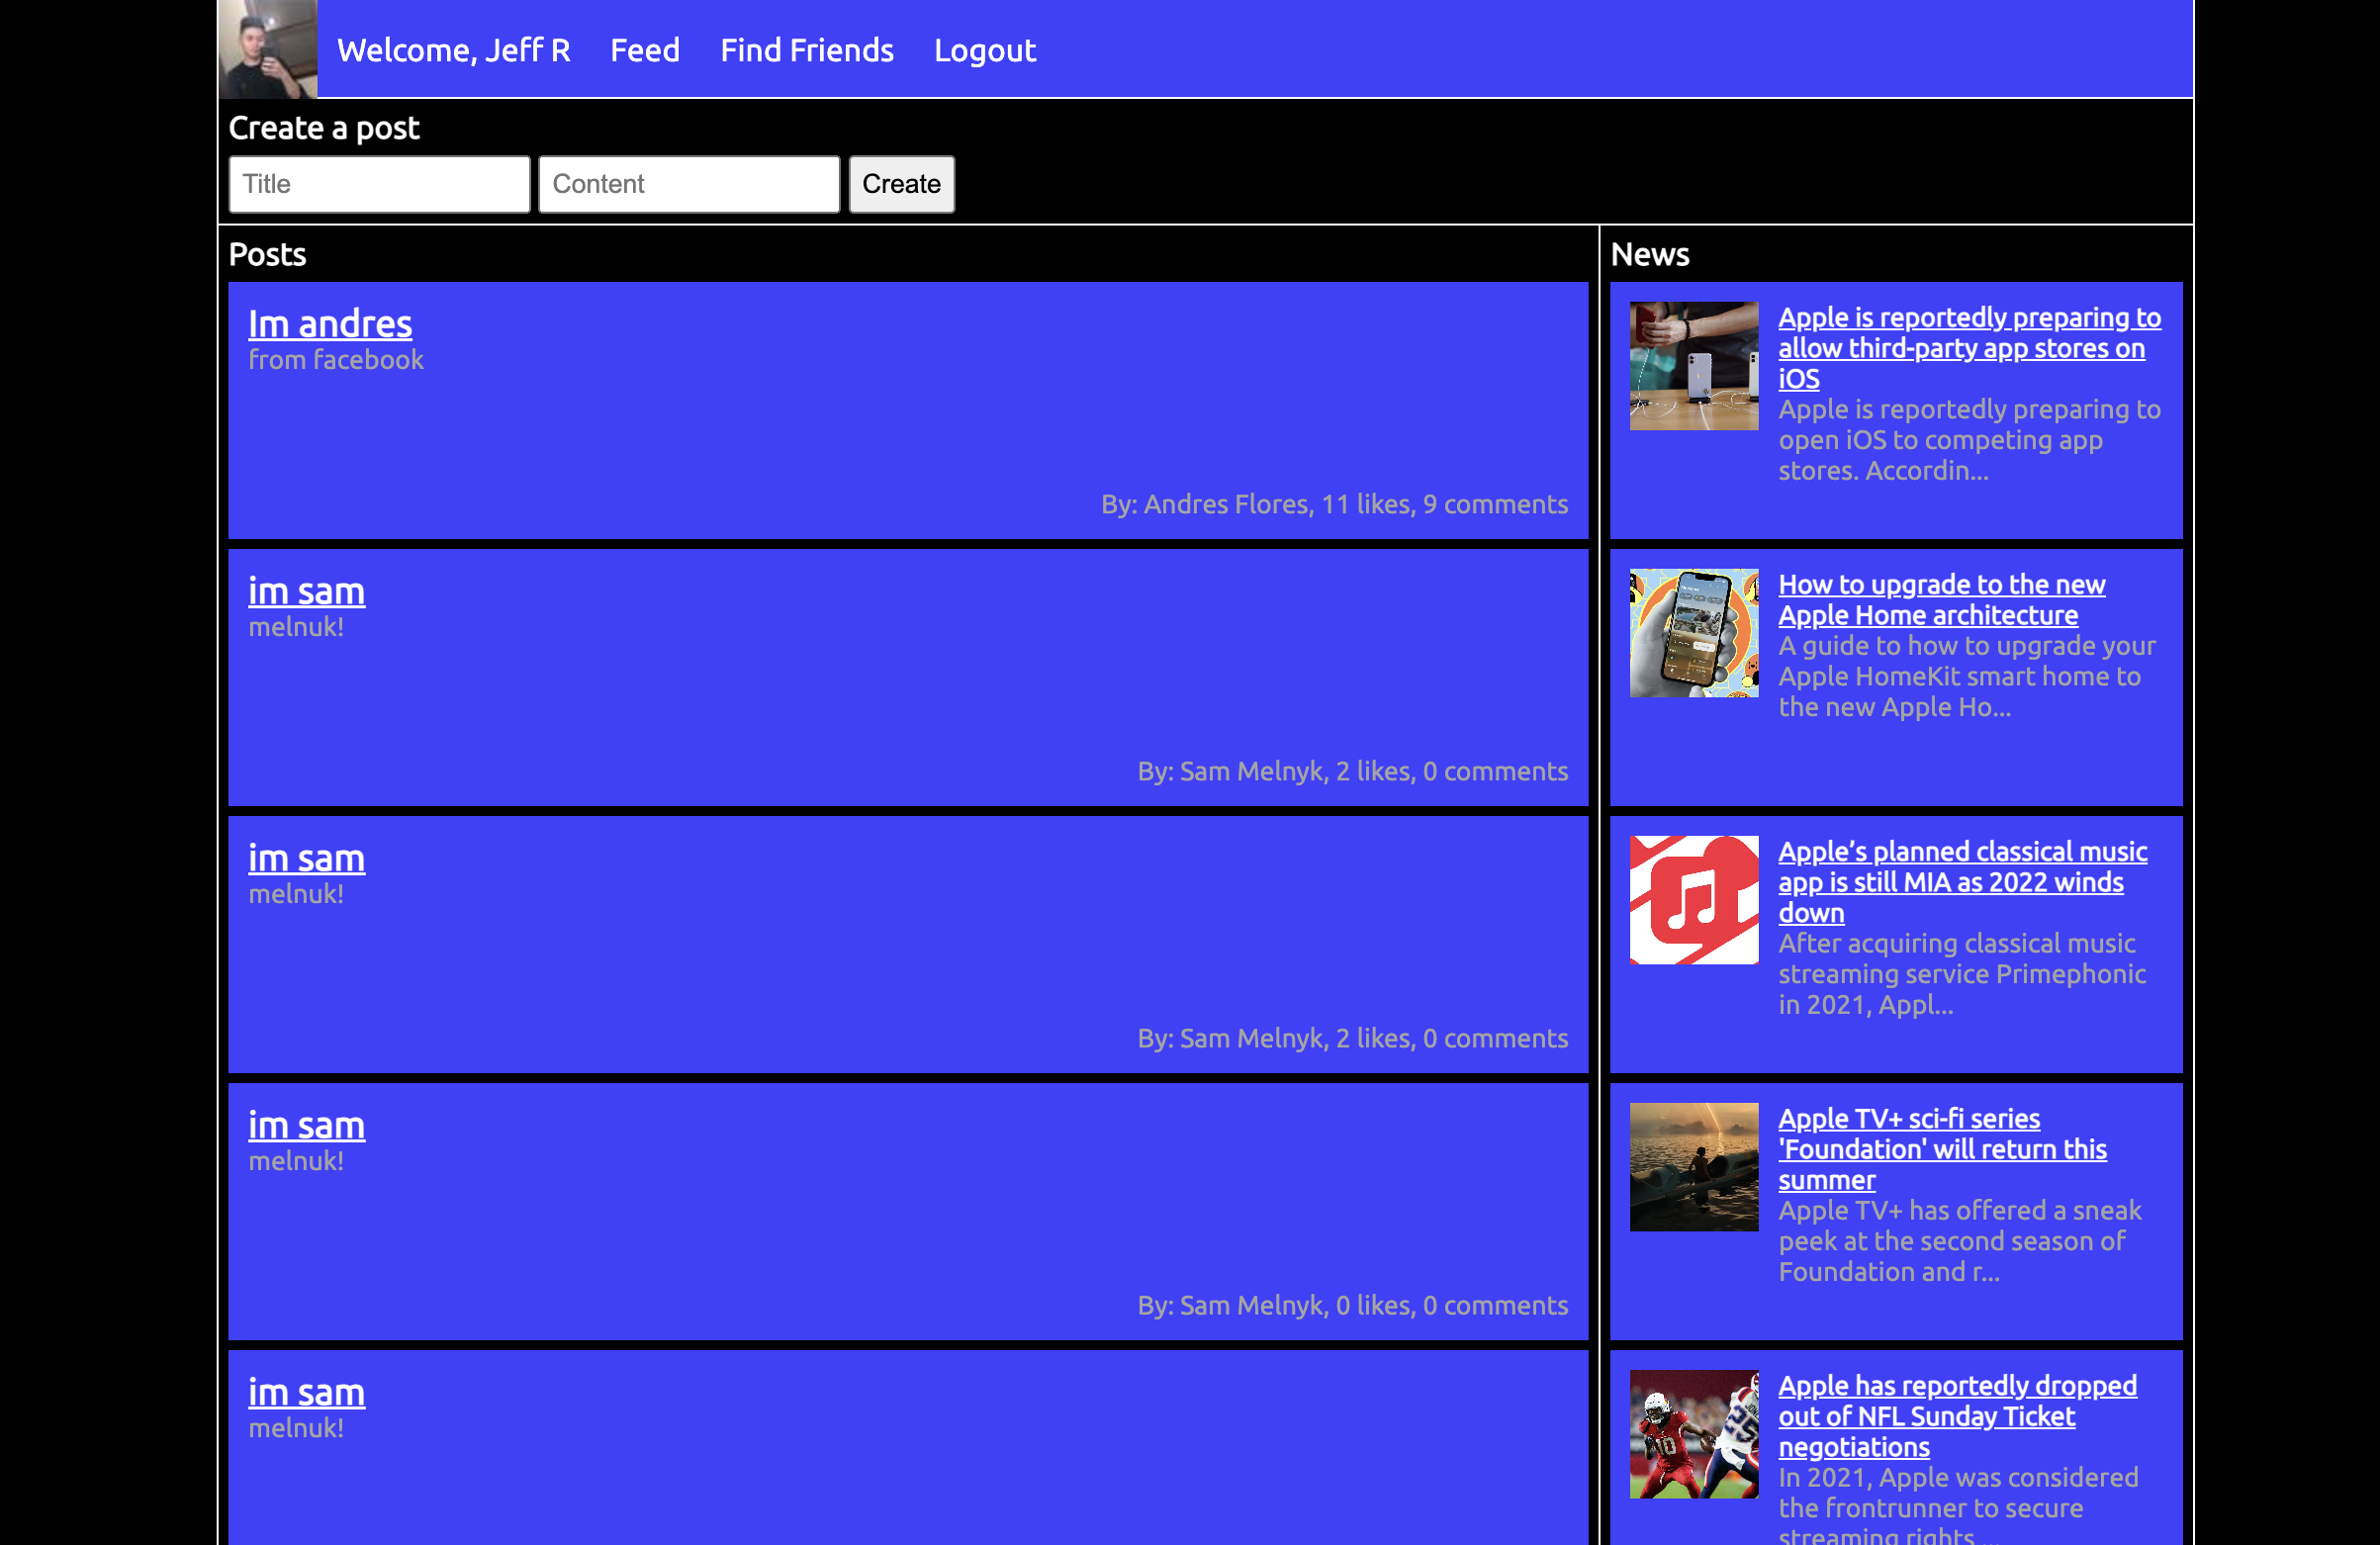 Welcome, Jeff R Feed Find Friends Logout
Create a post
Title Content Create
Posts
Im andres
from facebook
By: Andres Flores, 11 likes, 9 comments
im sam
melnuk!
By: Sam Melnyk, 2 likes, 0 comments
im sam
melnuk!
By: Sam Melnyk, 2 likes, 0 comments
im sam
melnuk!
By: Sam Melnyk, 0 likes, 0 comments
im sam
melnuk!
News
Apple is reportedly preparing to
allow third-party app stores on
iOS
Apple is reportedly preparing to
open iOS to competing app
stores. Accordin...
How to upgrade to the new
Apple Home architecture
A guide to how to upgrade your
Apple HomeKit smart home to
the new Apple Ho...
Apple’s planned classical music
app is still MIA as 2022 winds
down
After acquiring classical music
streaming service Primephonic
in 2021, Appl...
Apple TV+ sci-fi series
'Foundation' will return this
summer
Apple TV+ has offered a sneak
peek at the second season of
Foundation and r...
Apple has reportedly dropped
out of NFL Sunday Ticket
negotiations
In 2021, Apple was considered
the frontrunner to secure
streaming rights ...
10
25